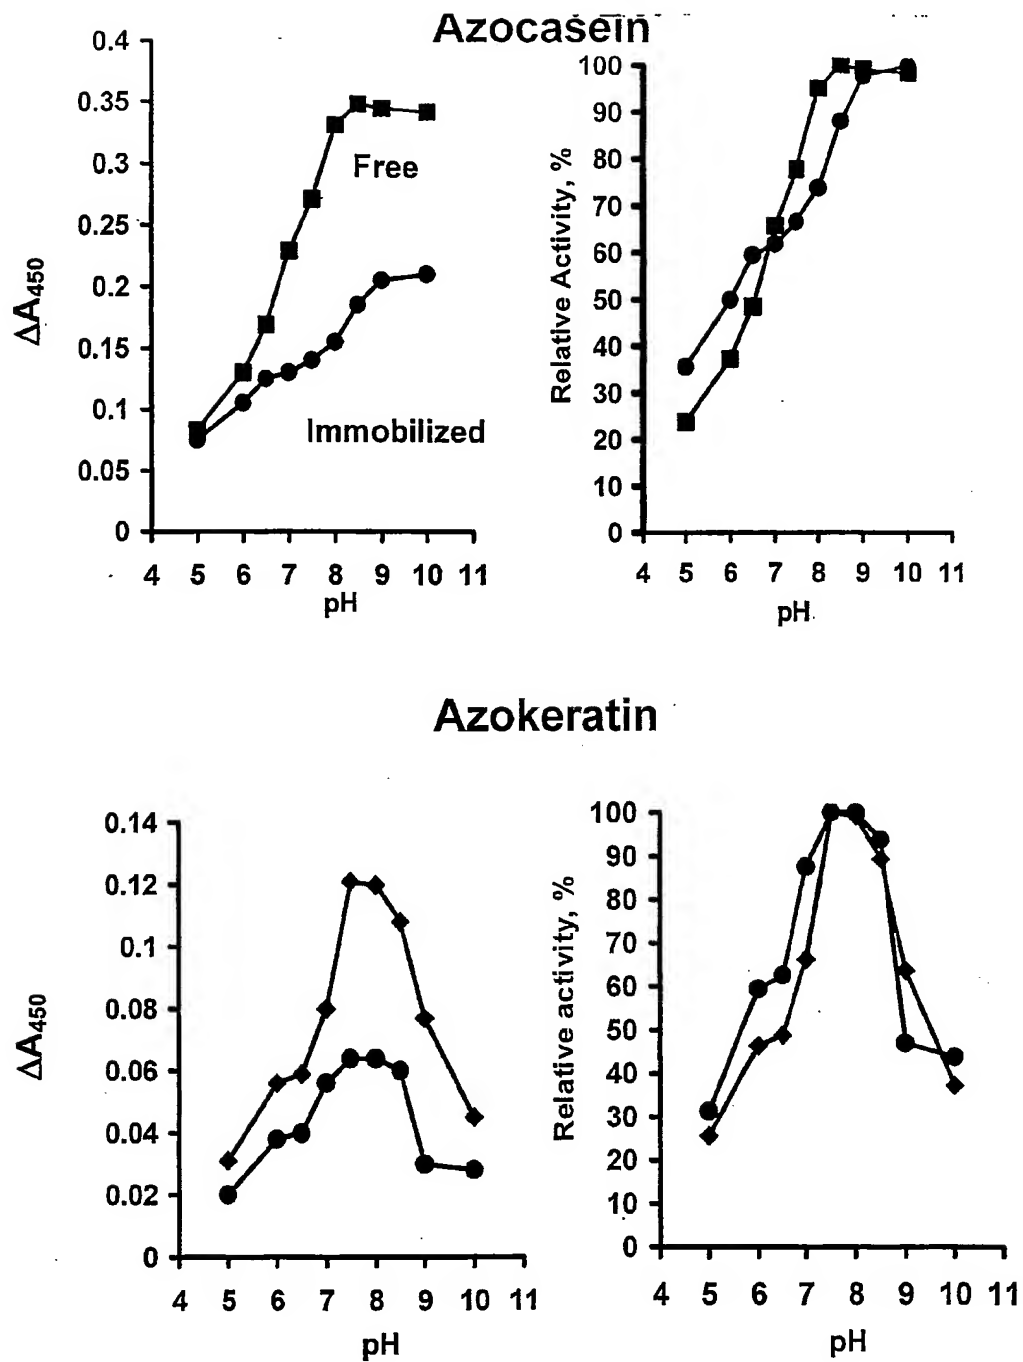 Azocasein
0.4
0.35
0.3
0.25
0.2
0.15
0.1
0.05
0
ΔA450
Free
Immobilized
4 5 6 7 8 9 10 11
pH
100
90
80
70
60
50
40
30
20
10
0
Relative Activity, %
4 5 6 7 8 9 10 11
pH
Azokeratin
0.14
0.12
0.1
0.08
0.06
0.04
0.02
0
ΔA450
4 5 6 7 8 9 10 11
pH
100
90
80
70
60
50
40
30
20
10
0
Relative activity, %
4 5 6 7 8 9 10 11
pH